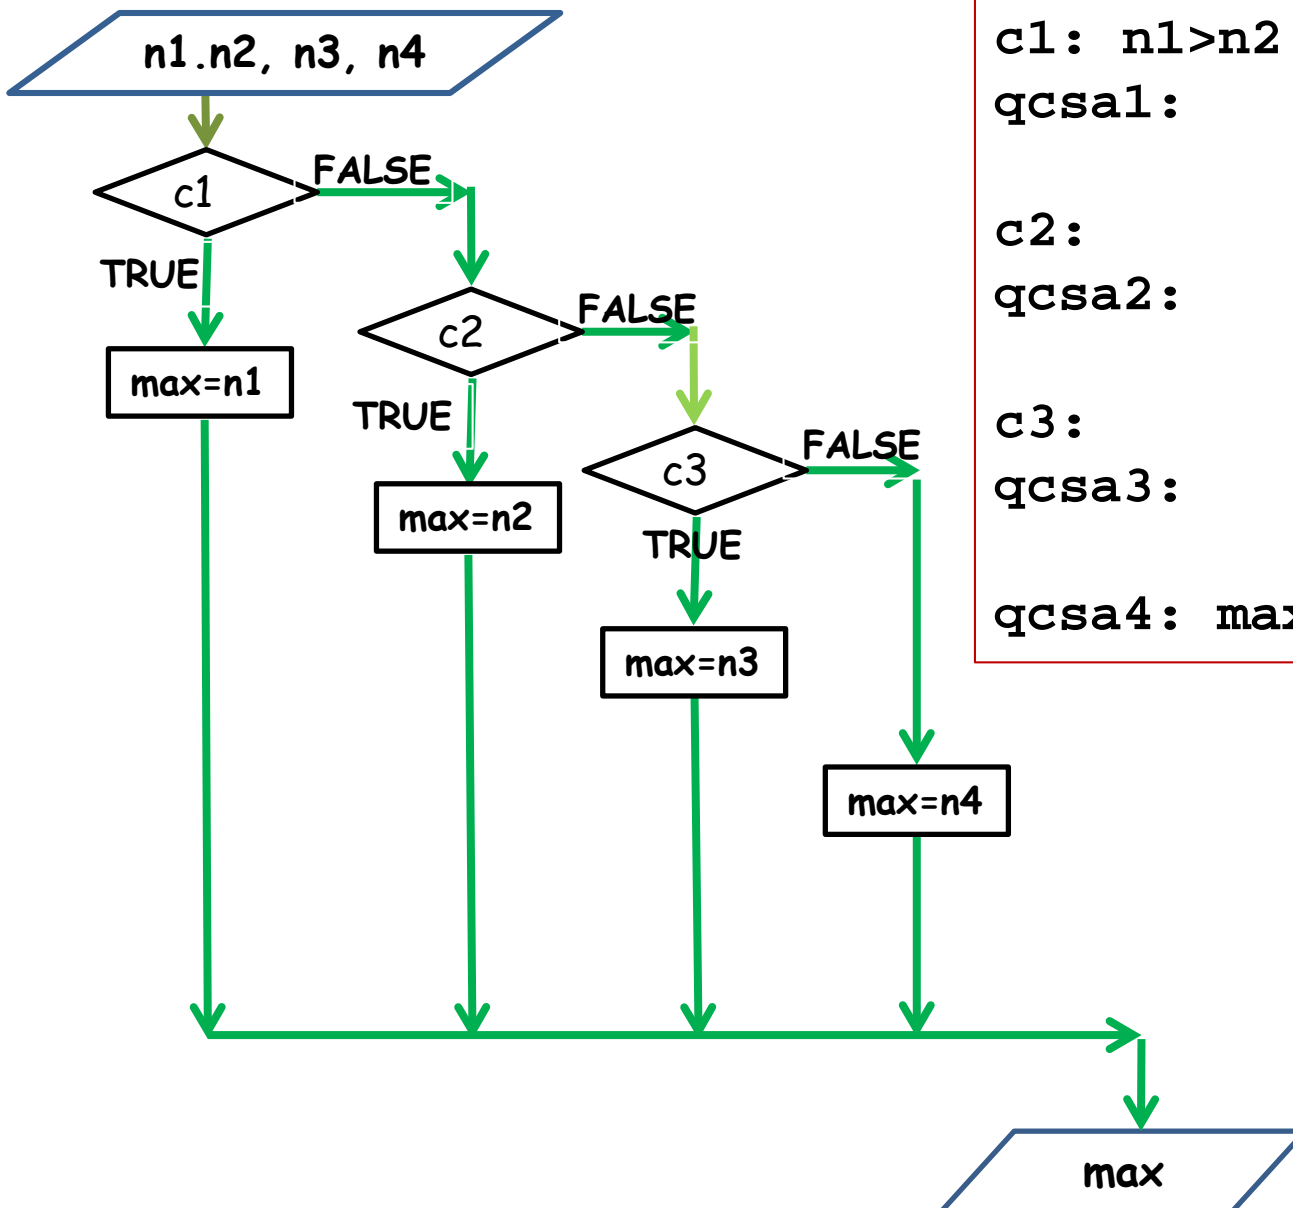 n1.n2, n3, n4
c1
FALSE
TRUE
max=n1
c2
FALSE
TRUE
max=n2
c3
FALSE
TRUE
max=n3
max=n4
max
c1: n1>n2
qcsa1:
c2:
qcsa2:
c3:
qcsa3:
qcsa4: max